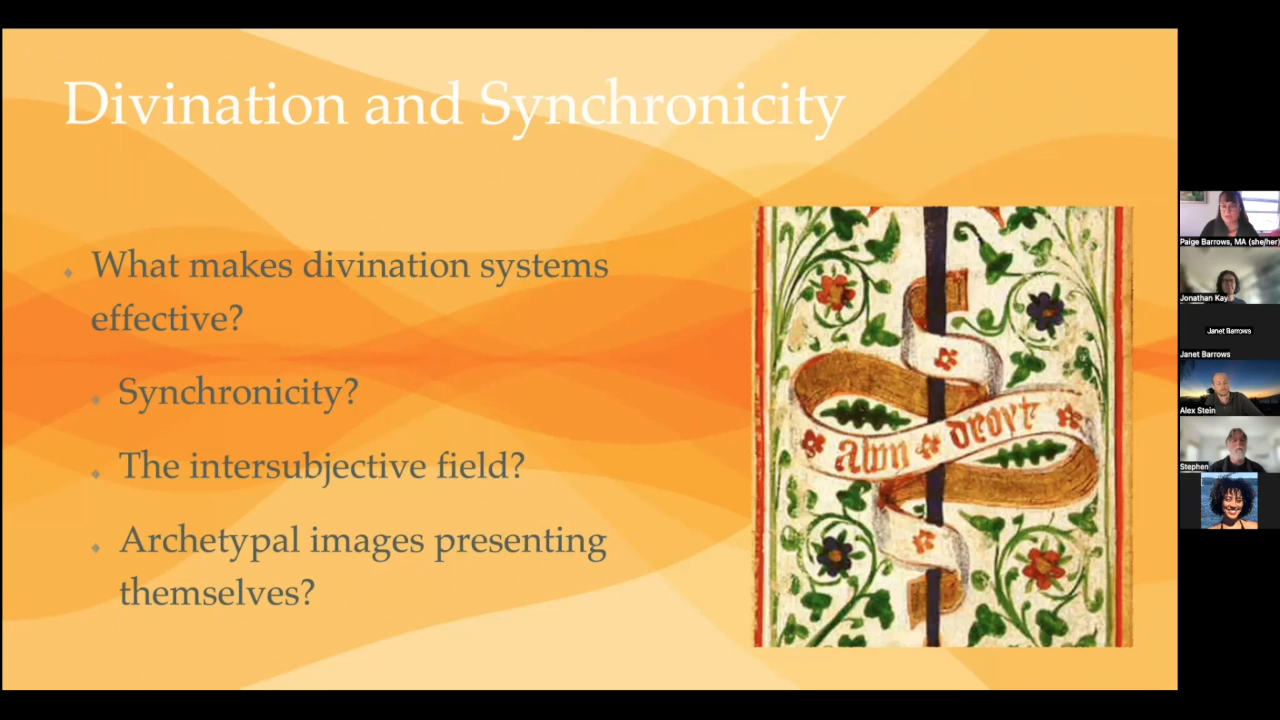 Divination and Synchronicity
What makes divination systems
effective?
Synchronicity?
The intersubjective field?
Archetypal images presenting
themselves?
Paige Barrows, MA (she/her)
Jonathan Kay
Janet Barrows
Janet Barrows
Alex Stein
Stephen